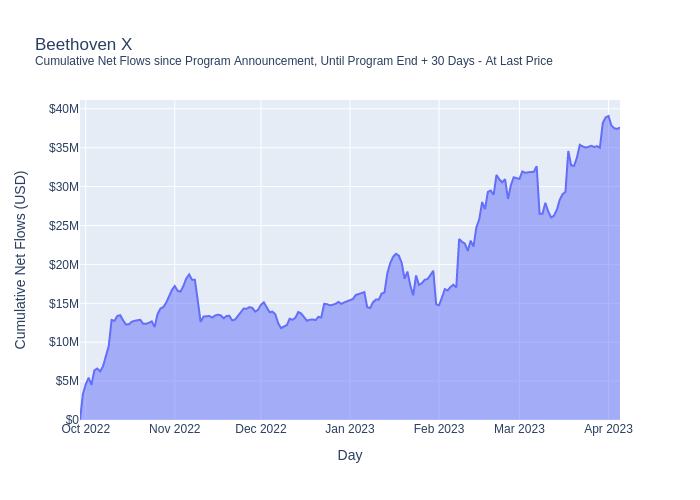 Beethoven X
Cumulative Net Flows since Program Announcement, Until Program End + 30 Days - At Last Price
Cumulative Net Flows (USD)
$40M
$35M
$30M
$25M
$20M
$15M
$10M
$5M
$0
Oct 2022 Nov 2022 Dec 2022 Jan 2023 Feb 2023 Mar 2023 Apr 2023
Day